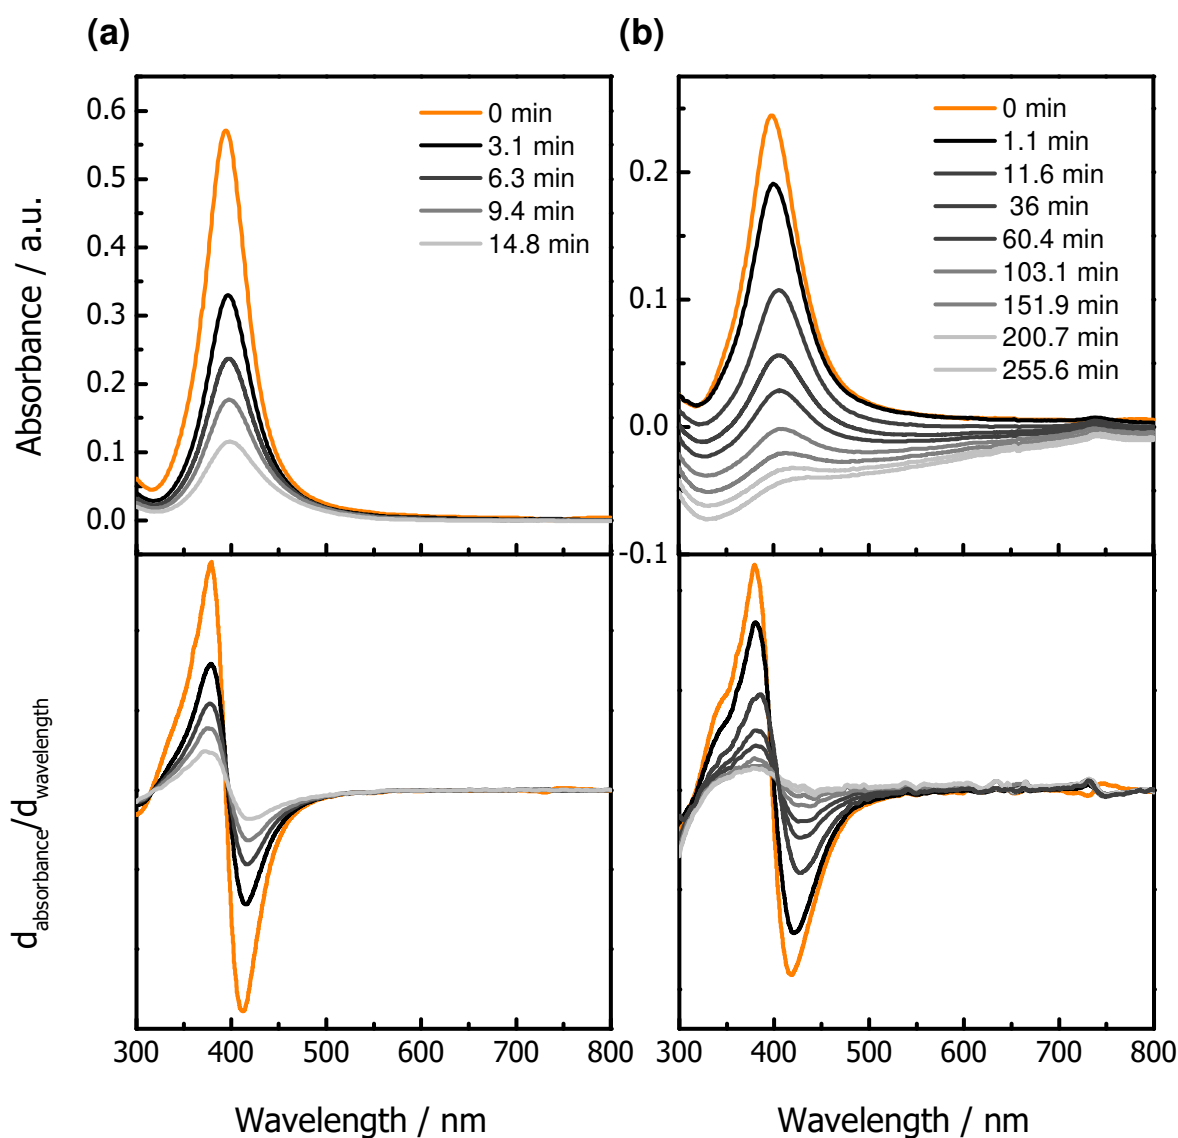 (a)
(b)
Absorbance / a.u.
0.6
0.5
0.4
0.3
0.2
0.1
0.0
0 min
3.1 min
6.3 min
9.4 min
14.8 min
0.2
0.1
0.0
-0.1
0 min
1.1 min
11.6 min
36 min
60.4 min
103.1 min
151.9 min
200.7 min
255.6 min
dabsorbance/dwavelength
300 400 500 600 700 800
300 400 500 600 700 800
Wavelength / nm
Wavelength / nm